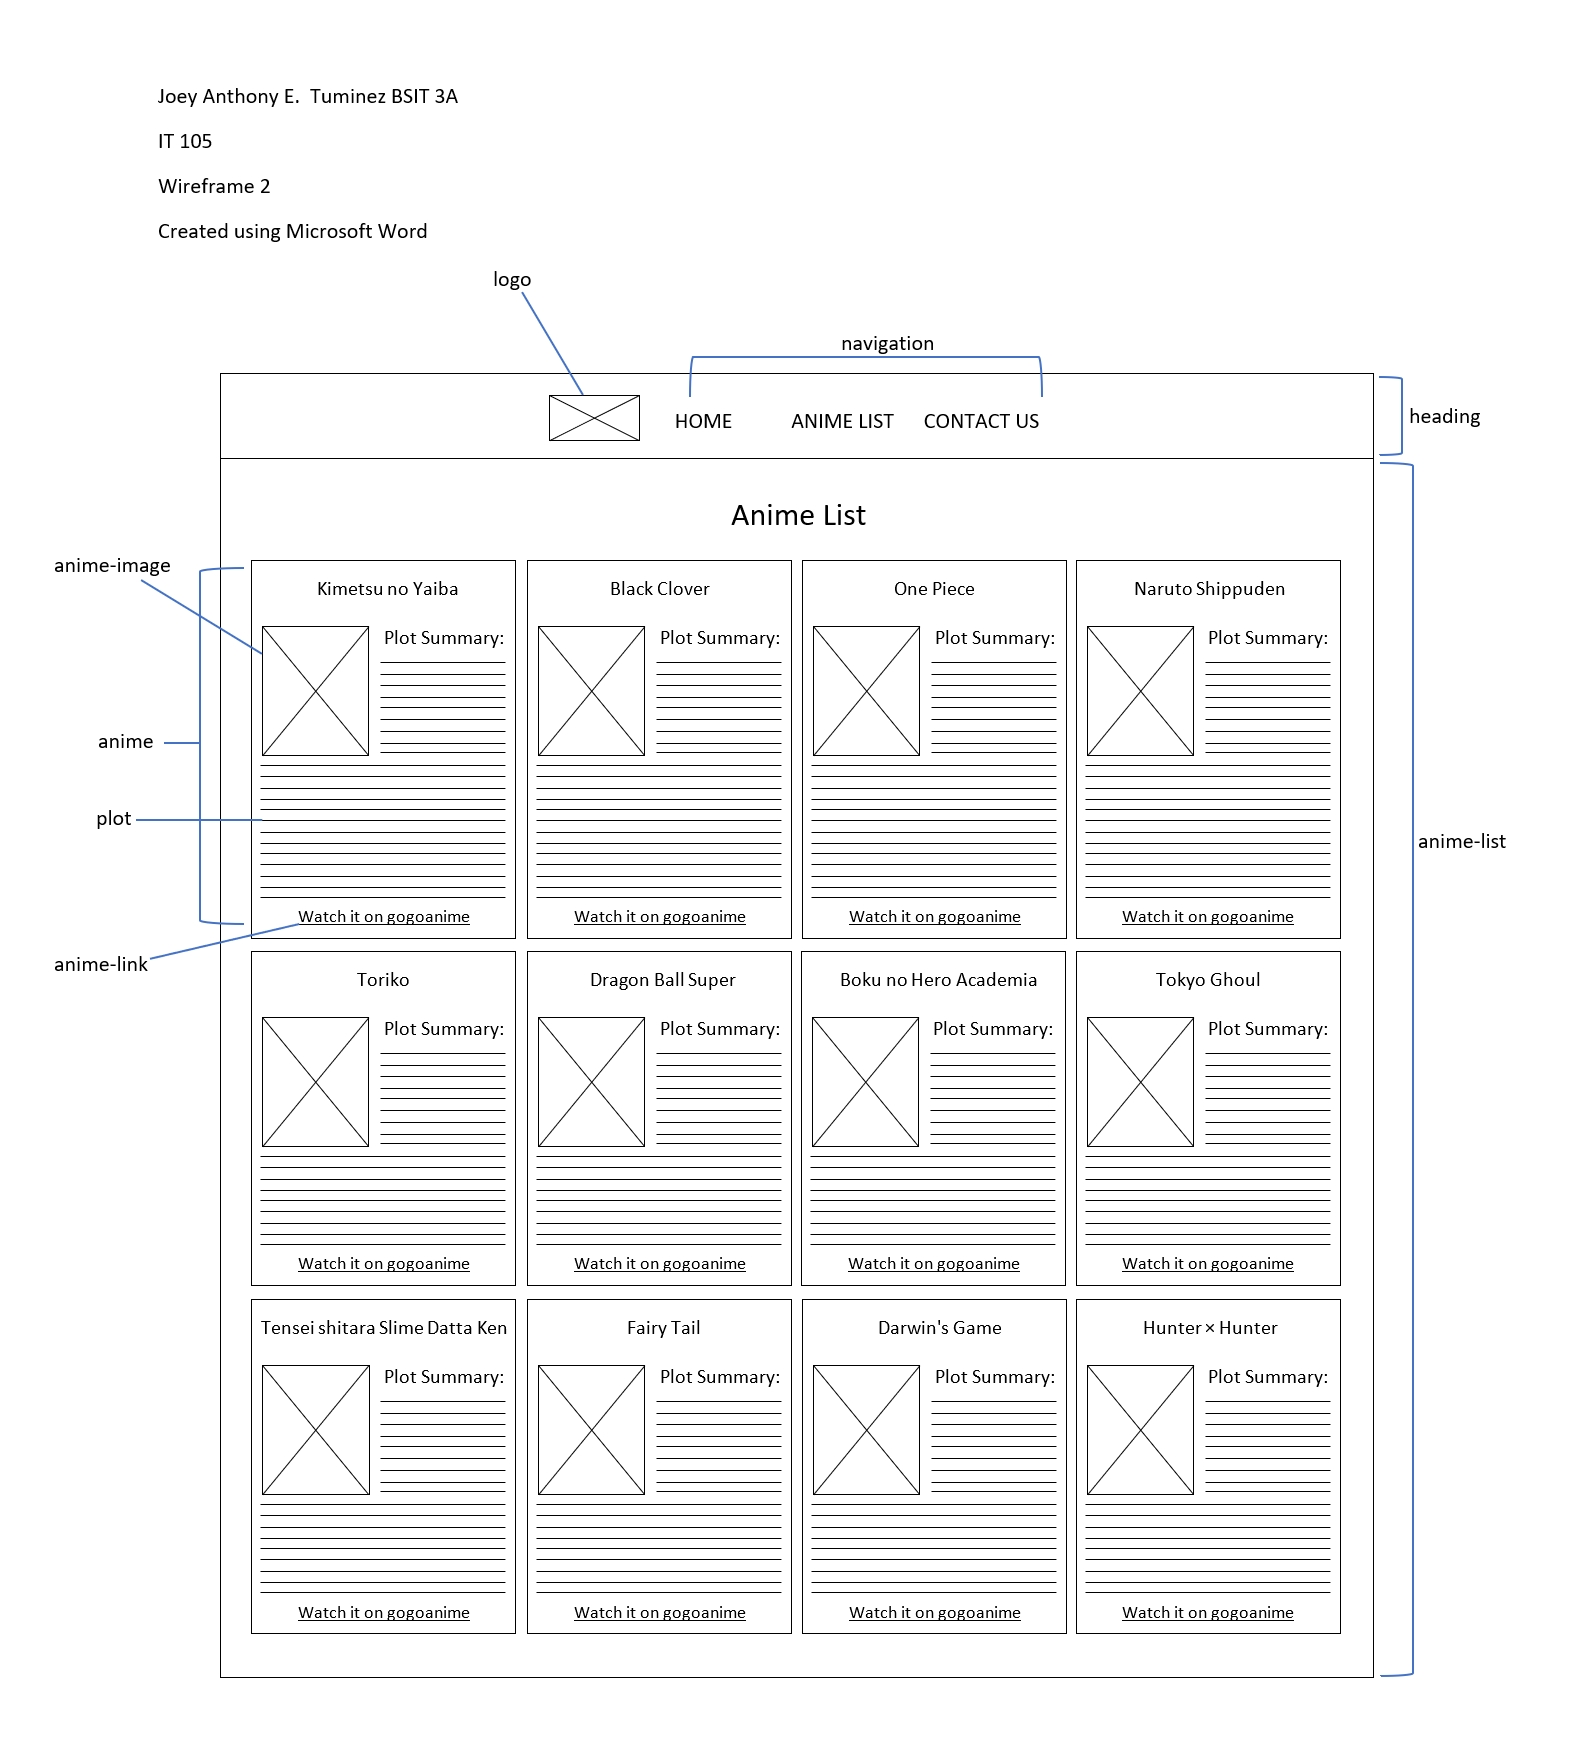 Joey Anthony E.  Tuminez BSIT 3A
IT 105
Wireframe 2
Created using Microsoft Word
logo
navigation
HOME ANIME LIST CONTACT US
heading
Anime List
anime-image
anime
plot
anime-link
anime-list
Kimetsu no Yaiba
Plot Summary:
Watch it on gogoanime
Black Clover
Plot Summary:
Watch it on gogoanime
One Piece
Plot Summary:
Watch it on gogoanime
Naruto Shippuden
Plot Summary:
Watch it on gogoanime
Toriko
Plot Summary:
Watch it on gogoanime
Dragon Ball Super
Plot Summary:
Watch it on gogoanime
Boku no Hero Academia
Plot Summary:
Watch it on gogoanime
Tokyo Ghoul
Plot Summary:
Watch it on gogoanime
Tensei shitara Slime Datta Ken
Plot Summary:
Watch it on gogoanime
Fairy Tail
Plot Summary:
Watch it on gogoanime
Darwin's Game
Plot Summary:
Watch it on gogoanime
Hunter × Hunter
Plot Summary:
Watch it on gogoanime